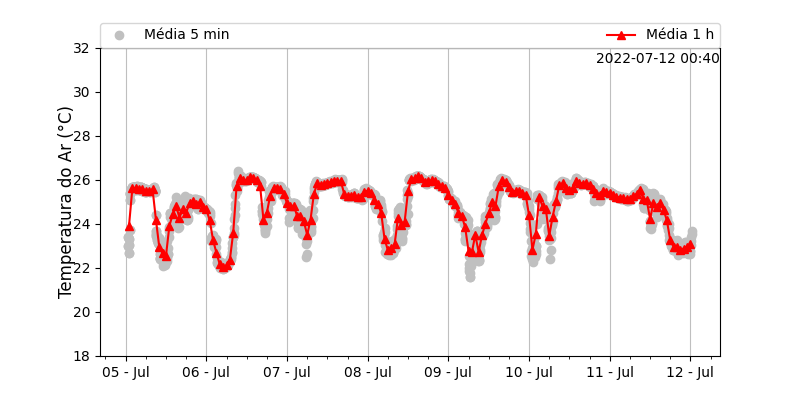 Média 5 min
Média 1 h
2022-07-12 00:40
Temperatura do Ar (°C)
32
30
28
26
24
22
20
18
05 - Jul
06 - Jul
07 - Jul
08 - Jul
09 - Jul
10 - Jul
11 - Jul
12 - Jul